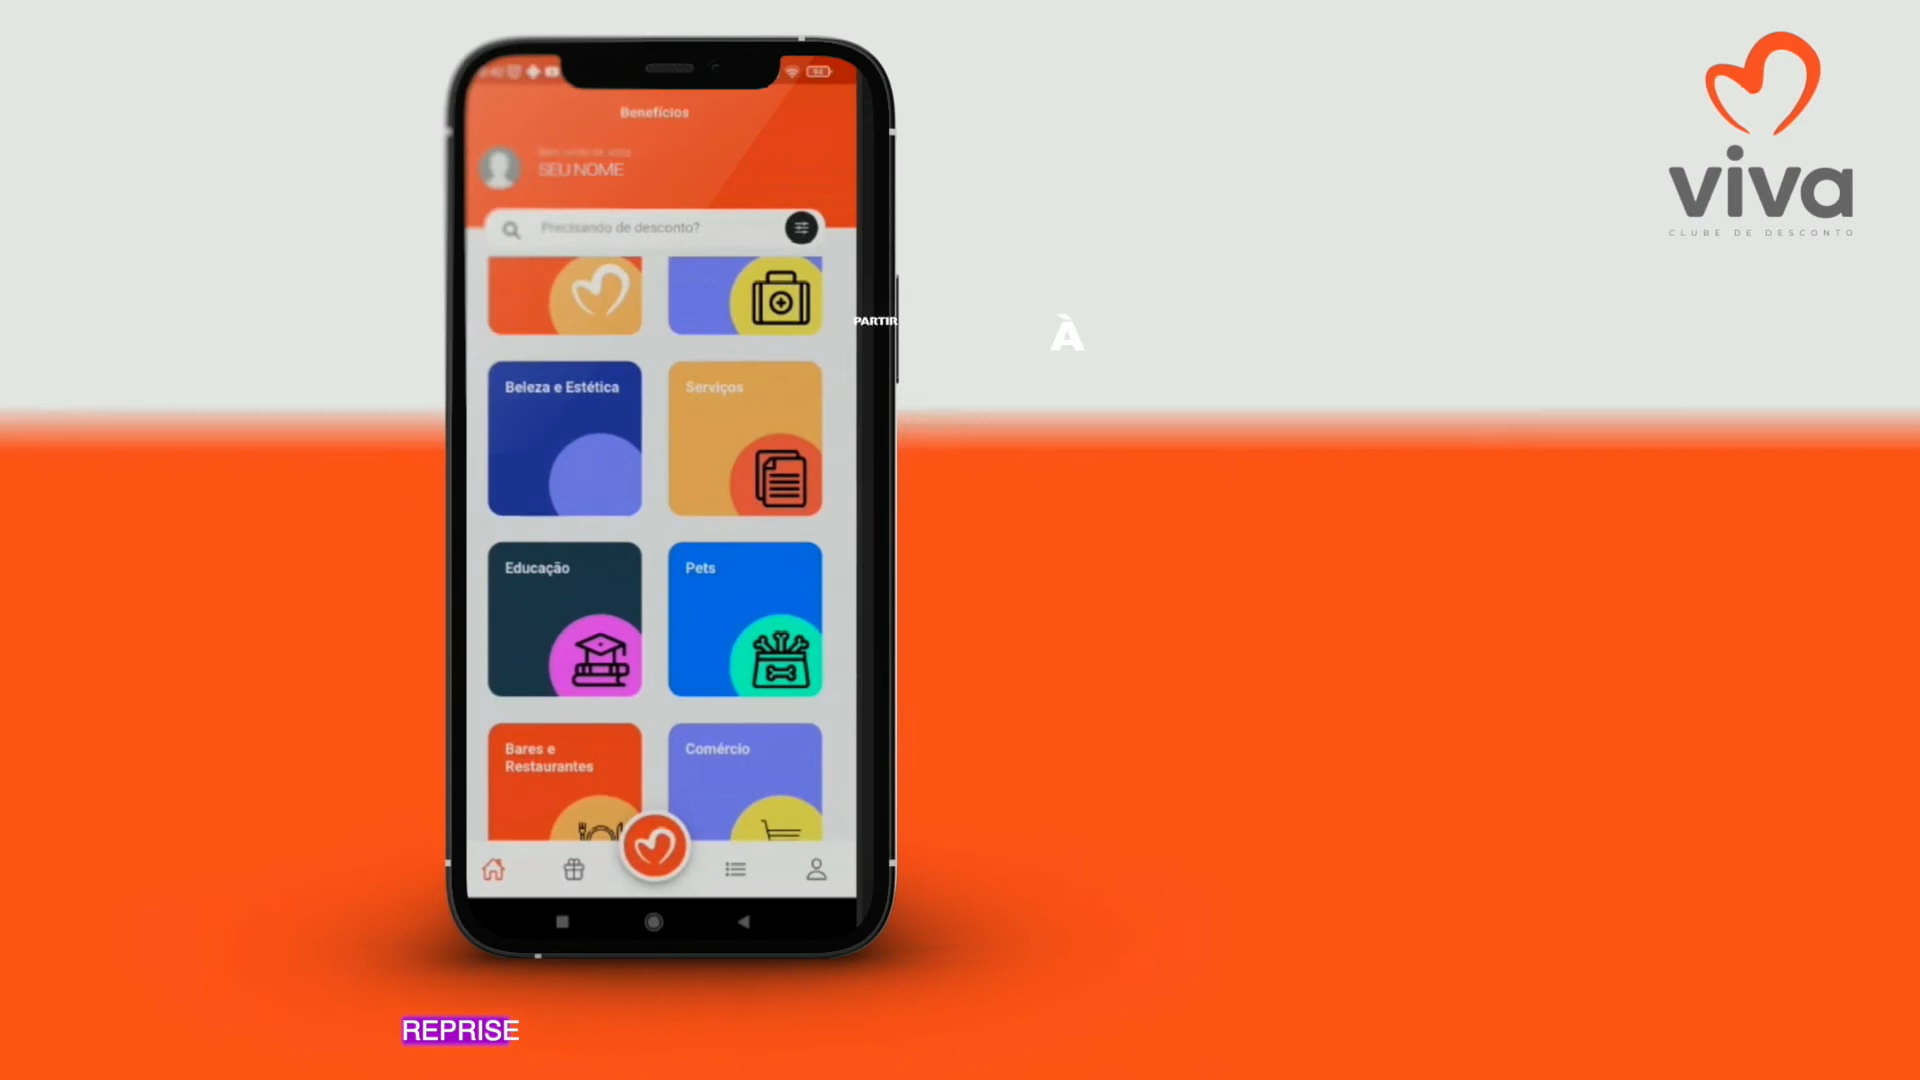 Benefícios
SEU NOME
Precisando de desconto?
Beleza e Estética
Serviços
Educação
Pets
Bares e
Restaurantes
Comércio
viva
CLUBE DE DESCONTO
PARTIR
À
REPRISE